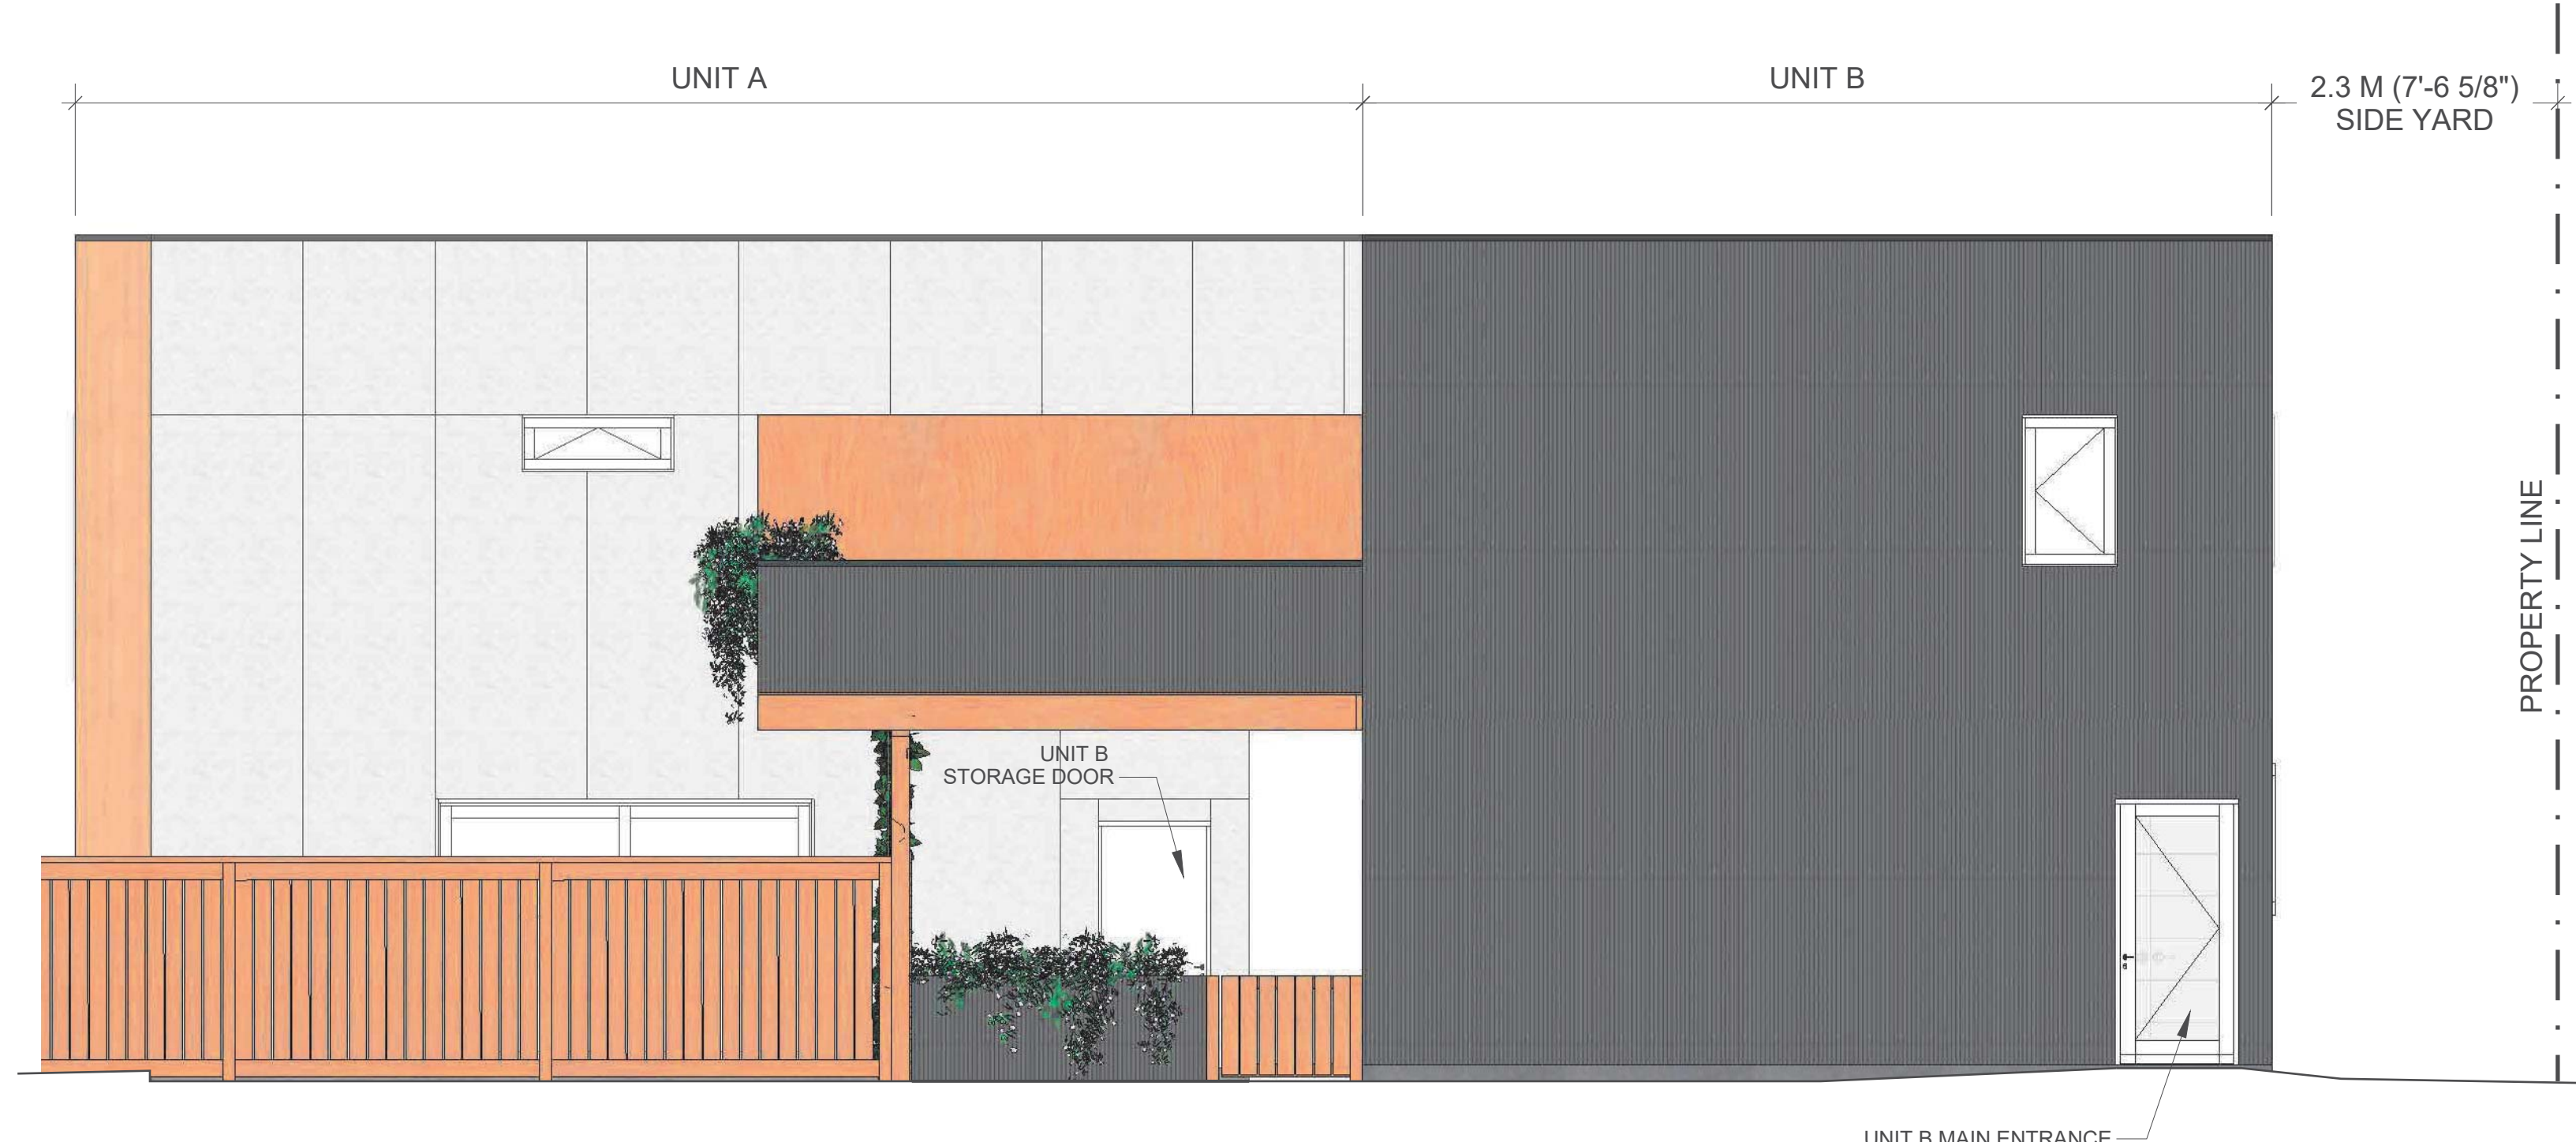 UNIT A
UNIT B
2.3 M (7'-6 5/8")
SIDE YARD
PROPERTY LINE
UNIT B
STORAGE DOOR
UNIT B MAIN ENTRANCE